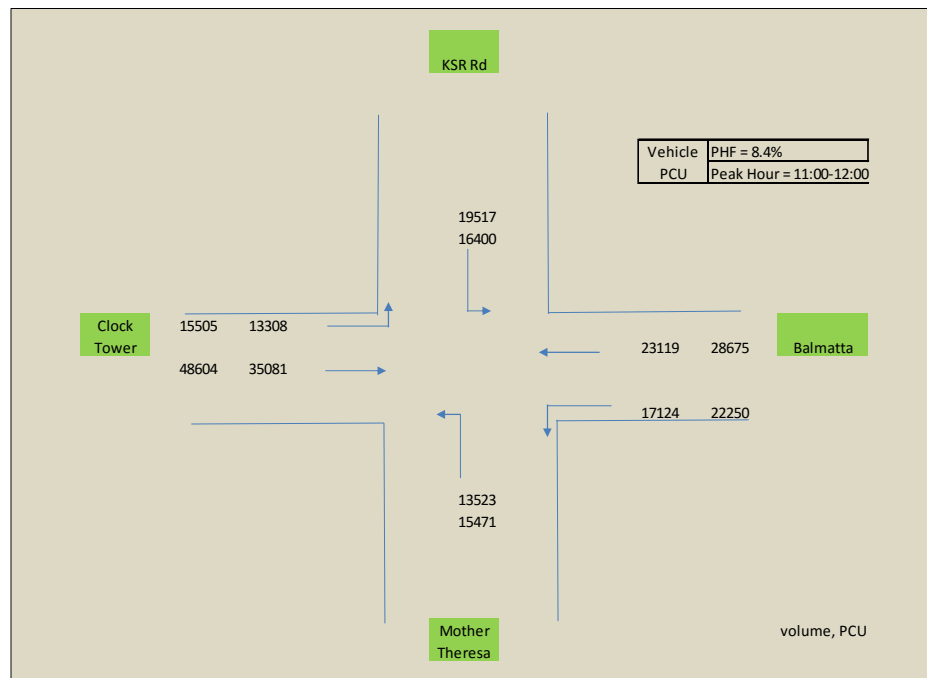 KSR Rd
Vehicle PHF = 8.4%
PCU Peak Hour = 11:00-12:00
19517
16400
Clock
Tower
15505 13308
48604 35081
23119 28675
Balmatta
17124 22250
13523
15471
Mother
Theresa
volume, PCU